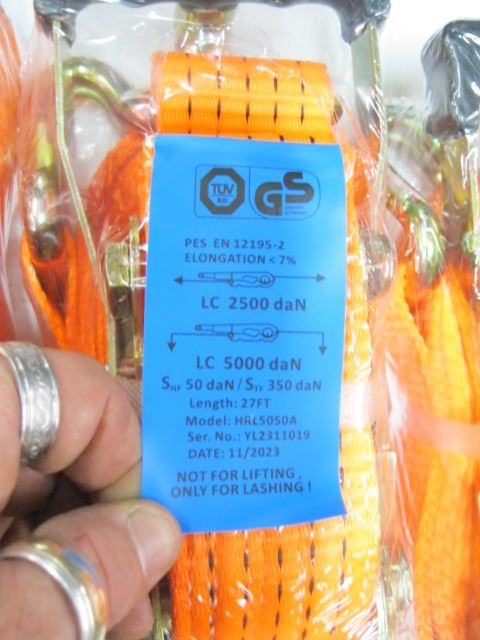 TÜV
GS
PES EN 12195-2
ELONGATION < 7%
LC 2500 daN
LC 5000 daN
SHF 50 daN / STF 350 daN
Length: 27FT
Model: HRL5050A
Ser. No.: YL2311019
DATE: 11/2023
NOT FOR LIFTING ,
ONLY FOR LASHING !